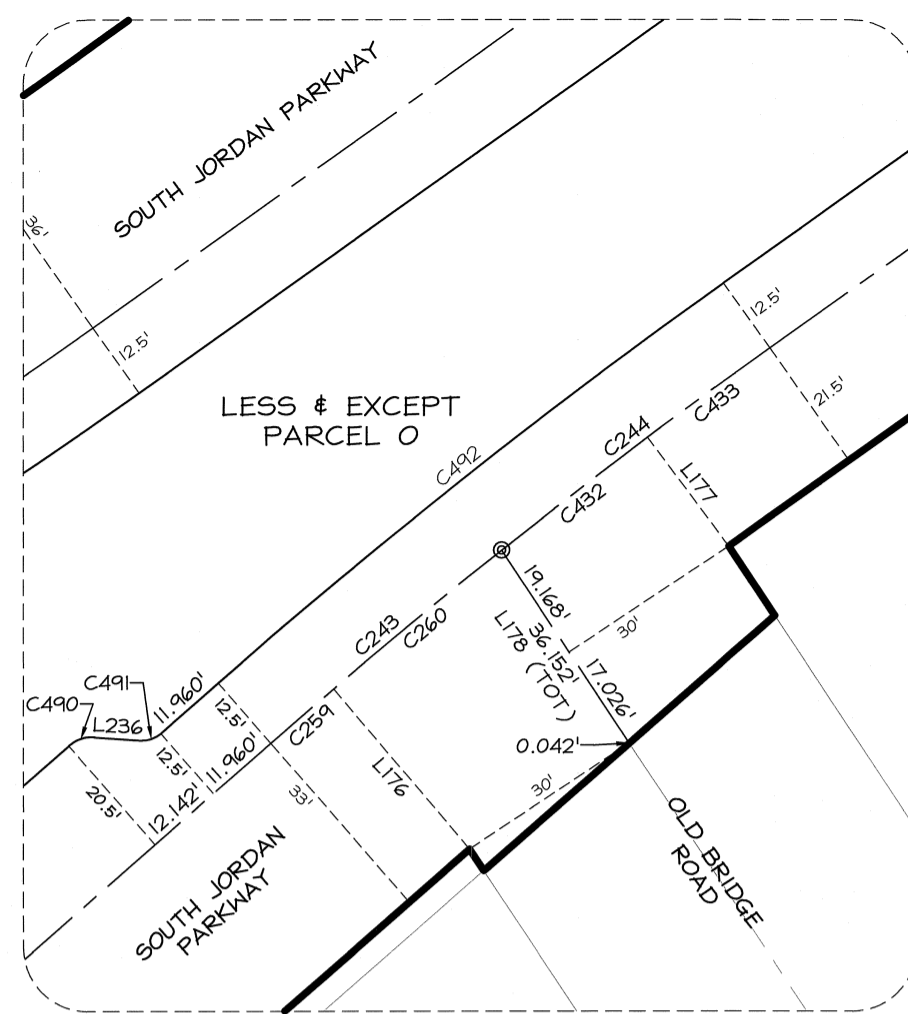 SOUTH JORDAN PARKWAY
36'
12.5'
12.5'
21.5'
LESS & EXCEPT
PARCEL O
C492
C244
C433
C432
L177
19.168'
36.152'
L178 (TOT)
17.026'
30'
C243
C260
C491
C490
L236
11.960'
12.5'
12.5'
11.960'
C259
20.5'
12.142'
33'
L176
0.042'
30'
SOUTH JORDAN
PARKWAY
OLD BRIDGE
ROAD